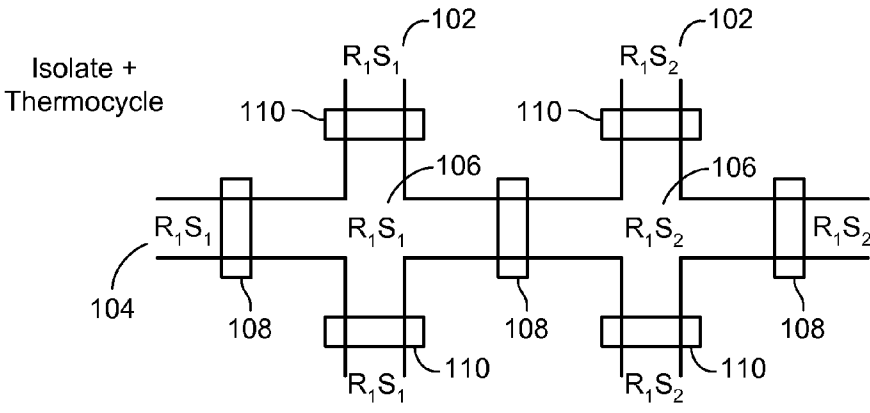 Isolate +
Thermocycle
R₁S₁ 102 R₁S₂ 102
110 110
106 106
R₁S₁ R₁S₁ R₁S₂ R₁S₂
104 108 108 108
110 110
R₁S₁ R₁S₂